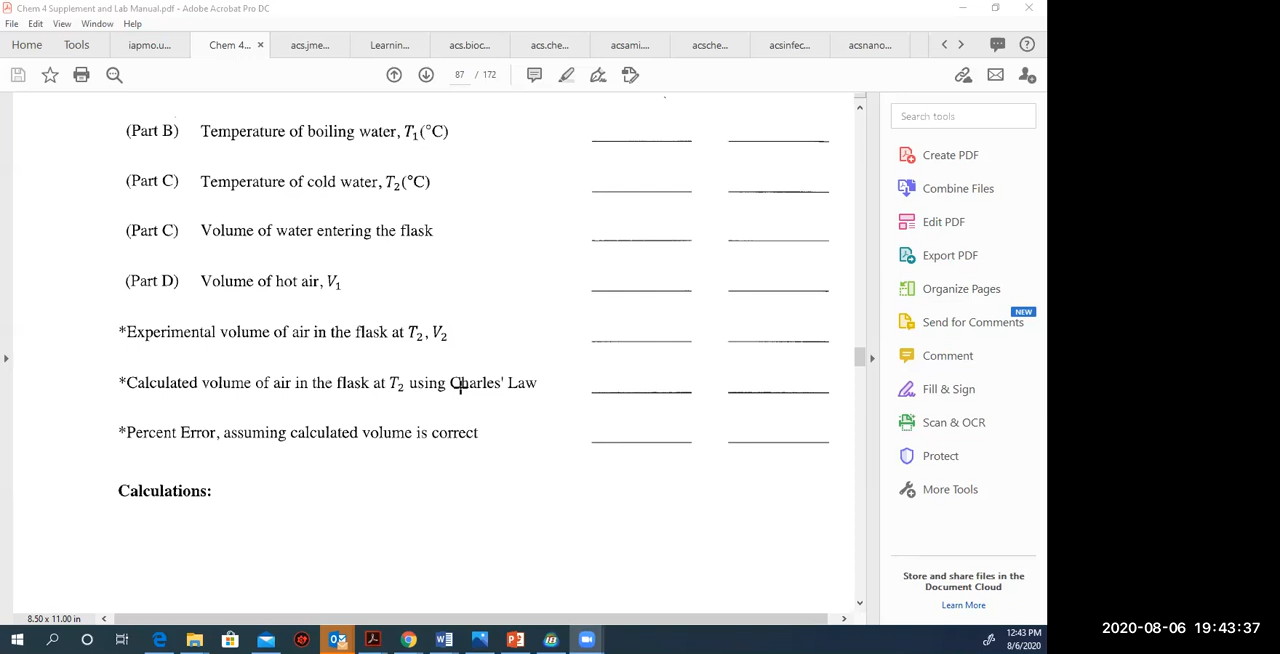 Chem 4 Supplement and Lab Manual.pdf - Adobe Acrobat Pro DC
File Edit View Window Help
Home Tools iapmo.u... Chem 4... × acs.jme... Learnin... acs.bioc... acs.che... acsami.... acsche... acsinfec... acsnano...
87 / 172
(Part B) Temperature of boiling water, T₁(°C)
(Part C) Temperature of cold water, T₂(°C)
(Part C) Volume of water entering the flask
(Part D) Volume of hot air, V₁
*Experimental volume of air in the flask at T₂, V₂
*Calculated volume of air in the flask at T₂ using Charles' Law
*Percent Error, assuming calculated volume is correct
Calculations:
8.50 x 11.00 in
Search tools
Create PDF
Combine Files
Edit PDF
Export PDF
Organize Pages
NEW
Send for Comments
Comment
Fill & Sign
Scan & OCR
Protect
More Tools
Store and share files in the
Document Cloud
Learn More
12:43 PM
8/6/2020
2020-08-06 19:43:37